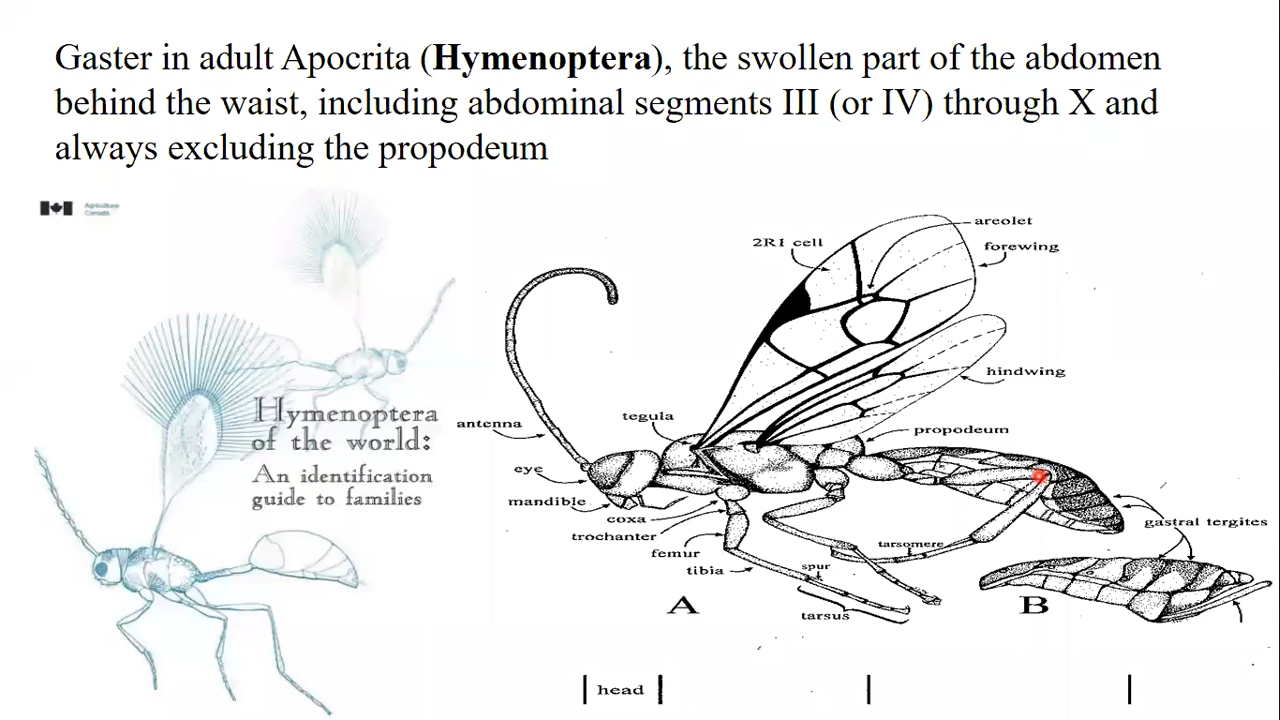 Gaster in adult Apocrita (Hymenoptera), the swollen part of the abdomen
behind the waist, including abdominal segments III (or IV) through X and
always excluding the propodeum
Agriculture
Canada
Hymenoptera
of the world:
An identification
guide to families
areolet
2R1 cell
forewing
hindwing
tegula
antenna
propodeum
eye
mandible
coxa
gastral tergites
trochanter
tarsomere
femur
tibia
spur
A
B
tarsus
head